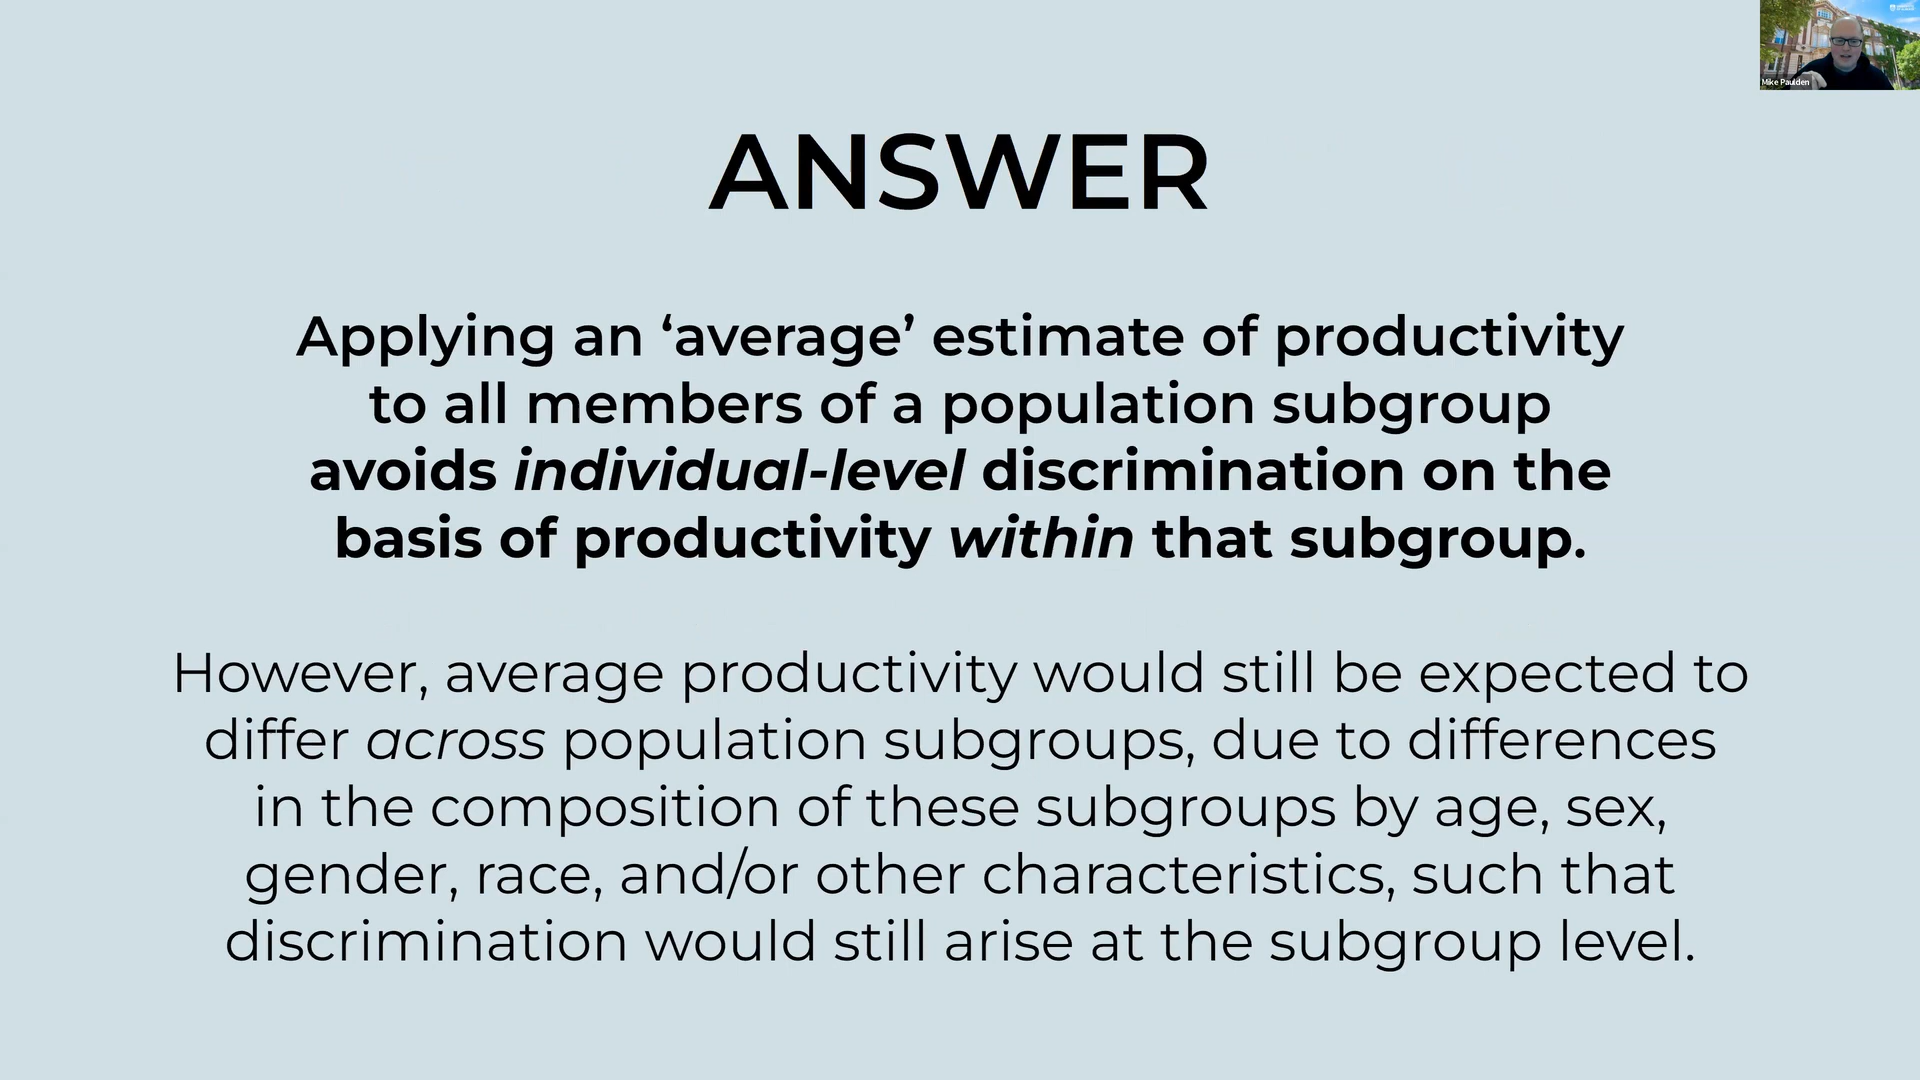 Mike Paulden
ANSWER
Applying an ‘average’ estimate of productivity
to all members of a population subgroup
avoids individual-level discrimination on the
basis of productivity within that subgroup.
However, average productivity would still be expected to
differ across population subgroups, due to differences
in the composition of these subgroups by age, sex,
gender, race, and/or other characteristics, such that
discrimination would still arise at the subgroup level.